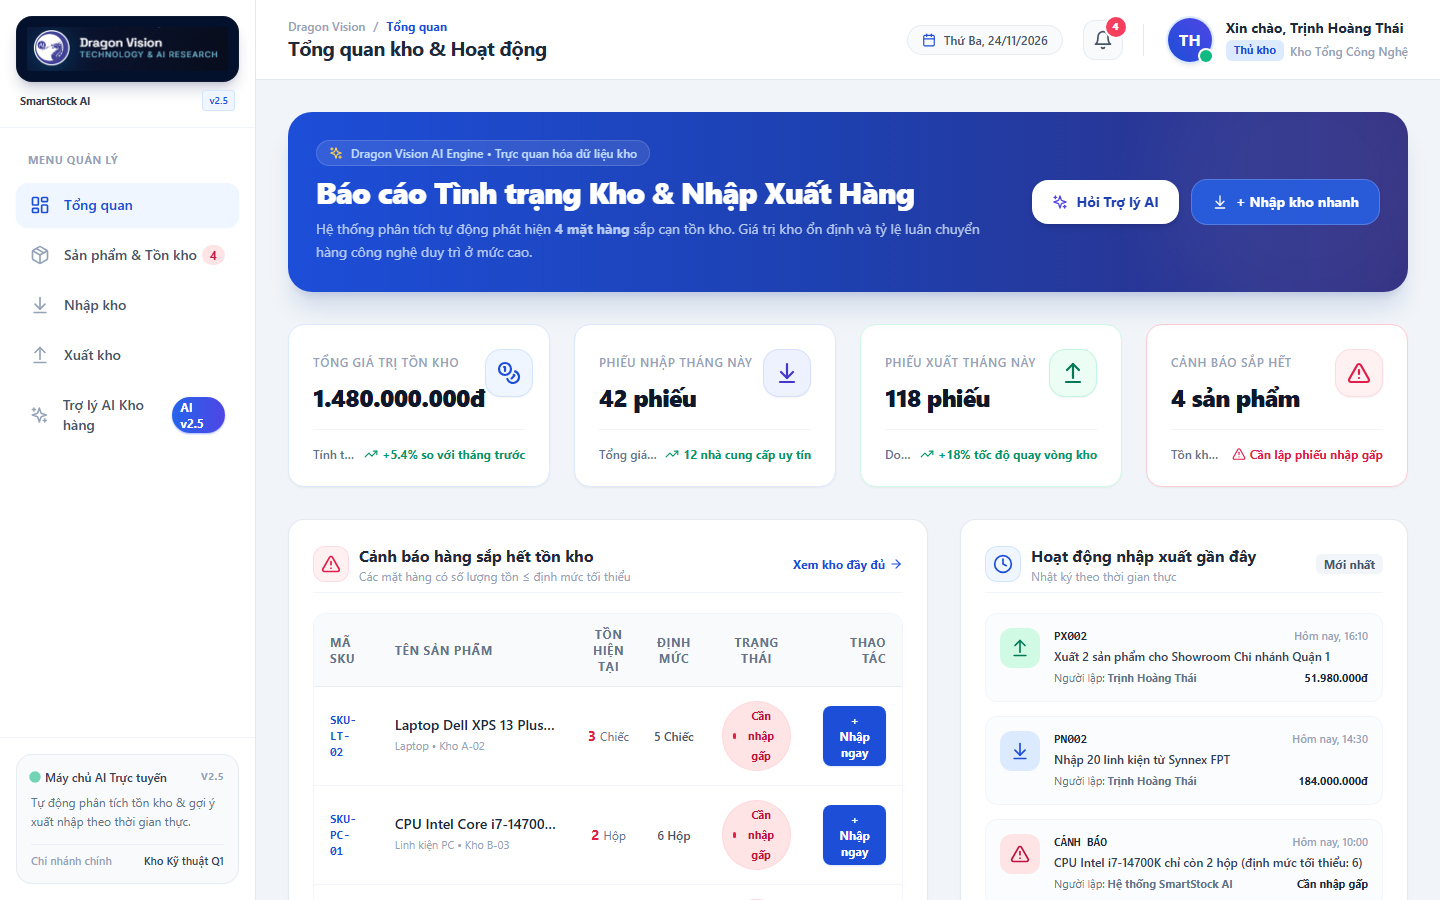 Dragon Vision
TECHNOLOGY & AI RESEARCH
SmartStock AI
v2.5
MENU QUẢN LÝ
Tổng quan
Sản phẩm & Tồn kho
4
Nhập kho
Xuất kho
Trợ lý AI Kho
hàng
AI
v2.5
Máy chủ AI Trực tuyến
V2.5
Tự động phân tích tồn kho & gợi ý
xuất nhập theo thời gian thực.
Chi nhánh chính
Kho Kỹ thuật Q1
Dragon Vision / Tổng quan
Tổng quan kho & Hoạt động
Thứ Ba, 24/11/2026
4
TH
Xin chào, Trịnh Hoàng Thái
Thủ kho
Kho Tổng Công Nghệ
Dragon Vision AI Engine • Trực quan hóa dữ liệu kho
Báo cáo Tình trạng Kho & Nhập Xuất Hàng
Hệ thống phân tích tự động phát hiện 4 mặt hàng sắp cạn tồn kho. Giá trị kho ổn định và tỷ lệ luân chuyển
hàng công nghệ duy trì ở mức cao.
Hỏi Trợ lý AI
+ Nhập kho nhanh
TỔNG GIÁ TRỊ TỒN KHO
1.480.000.000đ
Tính t...
+5.4% so với tháng trước
PHIẾU NHẬP THÁNG NÀY
42 phiếu
Tổng giá...
12 nhà cung cấp uy tín
PHIẾU XUẤT THÁNG NÀY
118 phiếu
Do...
+18% tốc độ quay vòng kho
CẢNH BÁO SẮP HẾT
4 sản phẩm
Tồn kh...
Cần lập phiếu nhập gấp
Cảnh báo hàng sắp hết tồn kho
Các mặt hàng có số lượng tồn ≤ định mức tối thiểu
Xem kho đầy đủ
MÃ
SKU
TÊN SẢN PHẨM
TỒN
HIỆN
TẠI
ĐỊNH
MỨC
TRẠNG
THÁI
THAO
TÁC
SKU-
LT-
02
Laptop Dell XPS 13 Plus...
Laptop • Kho A-02
3 Chiếc
5 Chiếc
Cần
nhập
gấp
+
Nhập
ngay
SKU-
PC-
01
CPU Intel Core i7-14700...
Linh kiện PC • Kho B-03
2 Hộp
6 Hộp
Cần
nhập
gấp
+
Nhập
ngay
Hoạt động nhập xuất gần đây
Nhật ký theo thời gian thực
Mới nhất
PX002
Hôm nay, 16:10
Xuất 2 sản phẩm cho Showroom Chi nhánh Quận 1
Người lập: Trịnh Hoàng Thái
51.980.000đ
PN002
Hôm nay, 14:30
Nhập 20 linh kiện từ Synnex FPT
Người lập: Trịnh Hoàng Thái
184.000.000đ
CẢNH BÁO
Hôm nay, 10:00
CPU Intel i7-14700K chỉ còn 2 hộp (định mức tối thiểu: 6)
Người lập: Hệ thống SmartStock AI
Cần nhập gấp